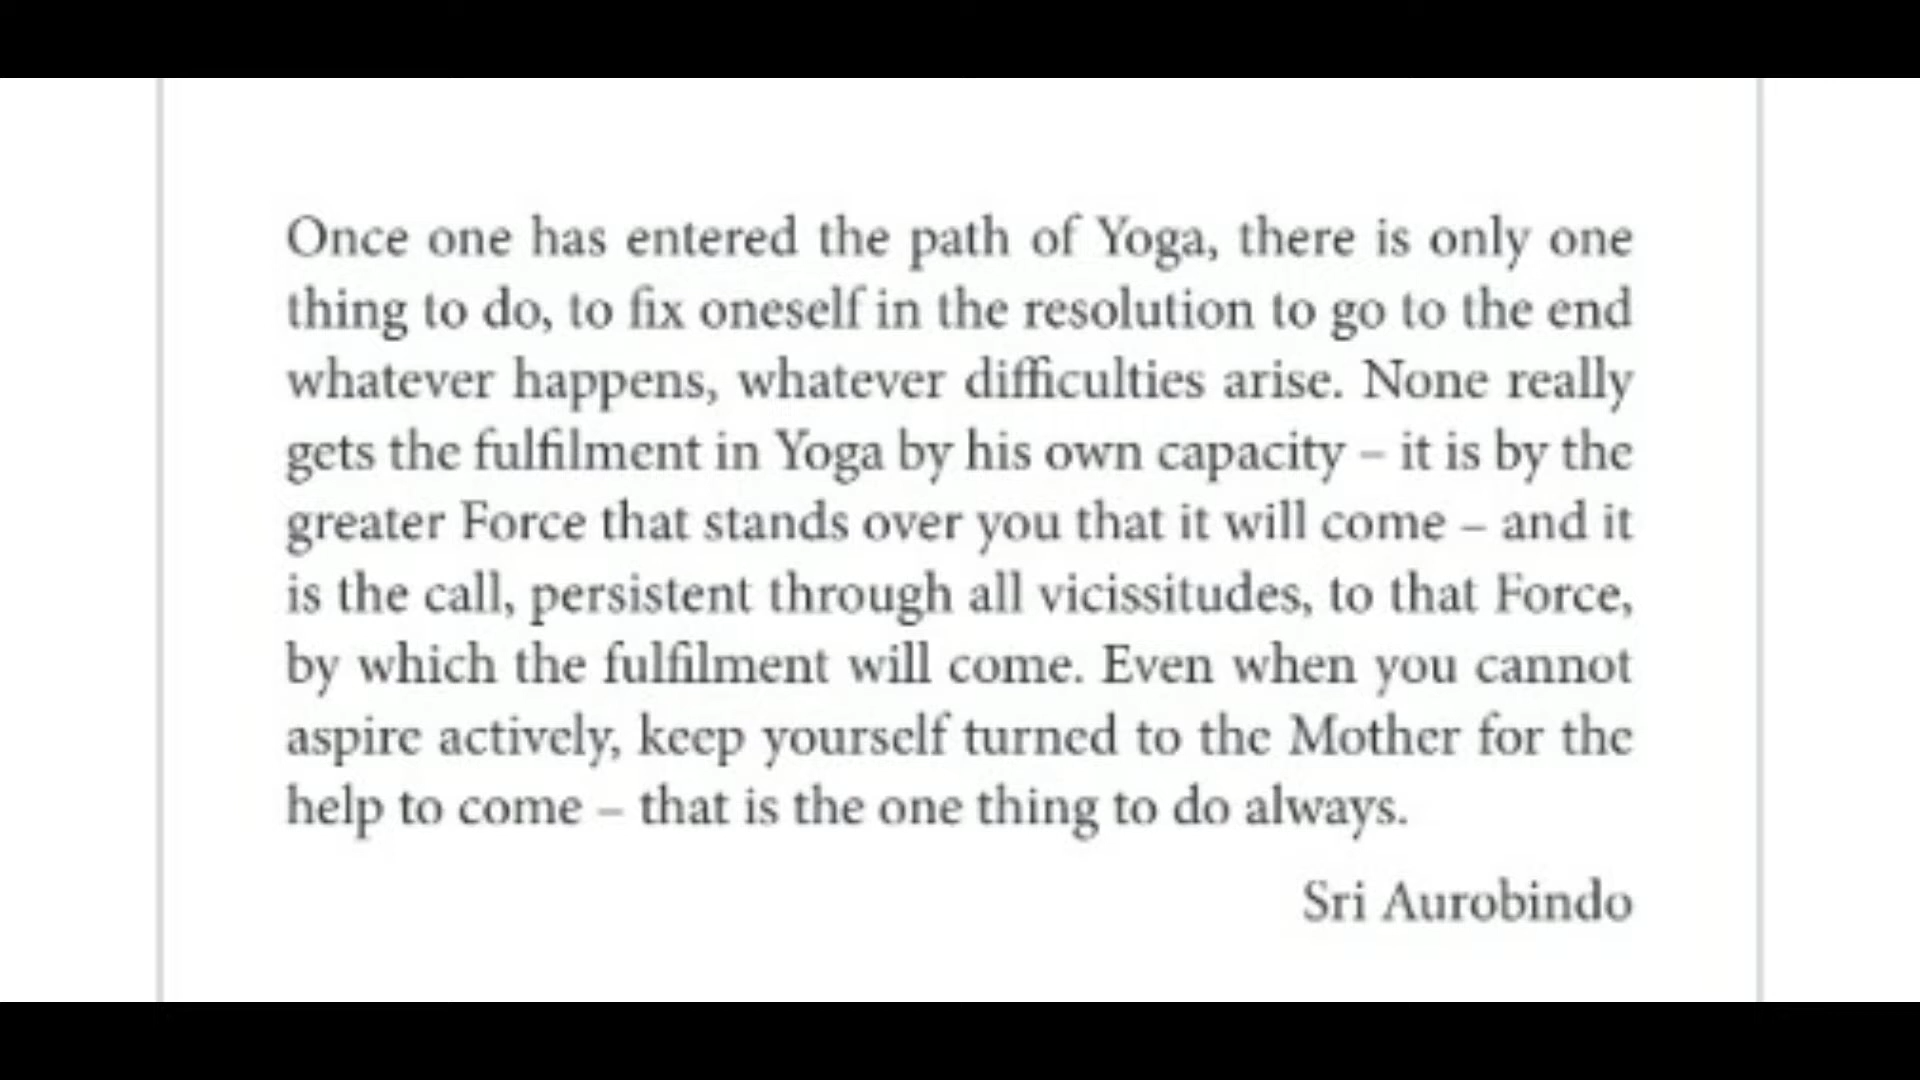 Once one has entered the path of Yoga, there is only one
thing to do, to fix oneself in the resolution to go to the end
whatever happens, whatever difficulties arise. None really
gets the fulfilment in Yoga by his own capacity – it is by the
greater Force that stands over you that it will come – and it
is the call, persistent through all vicissitudes, to that Force,
by which the fulfilment will come. Even when you cannot
aspire actively, keep yourself turned to the Mother for the
help to come – that is the one thing to do always.
Sri Aurobindo